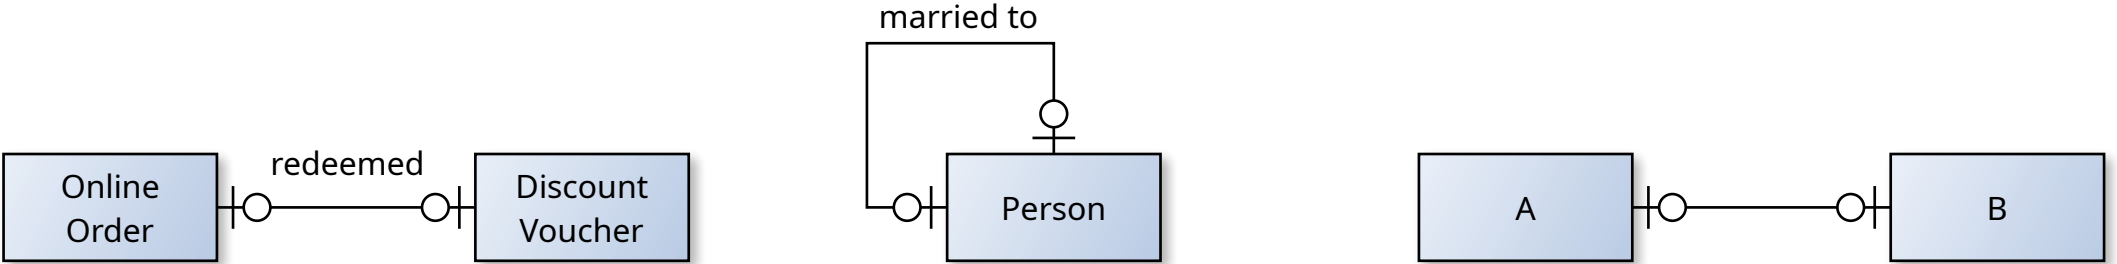 married to
redeemed
Online
Order
Discount
Voucher
Person
A
B